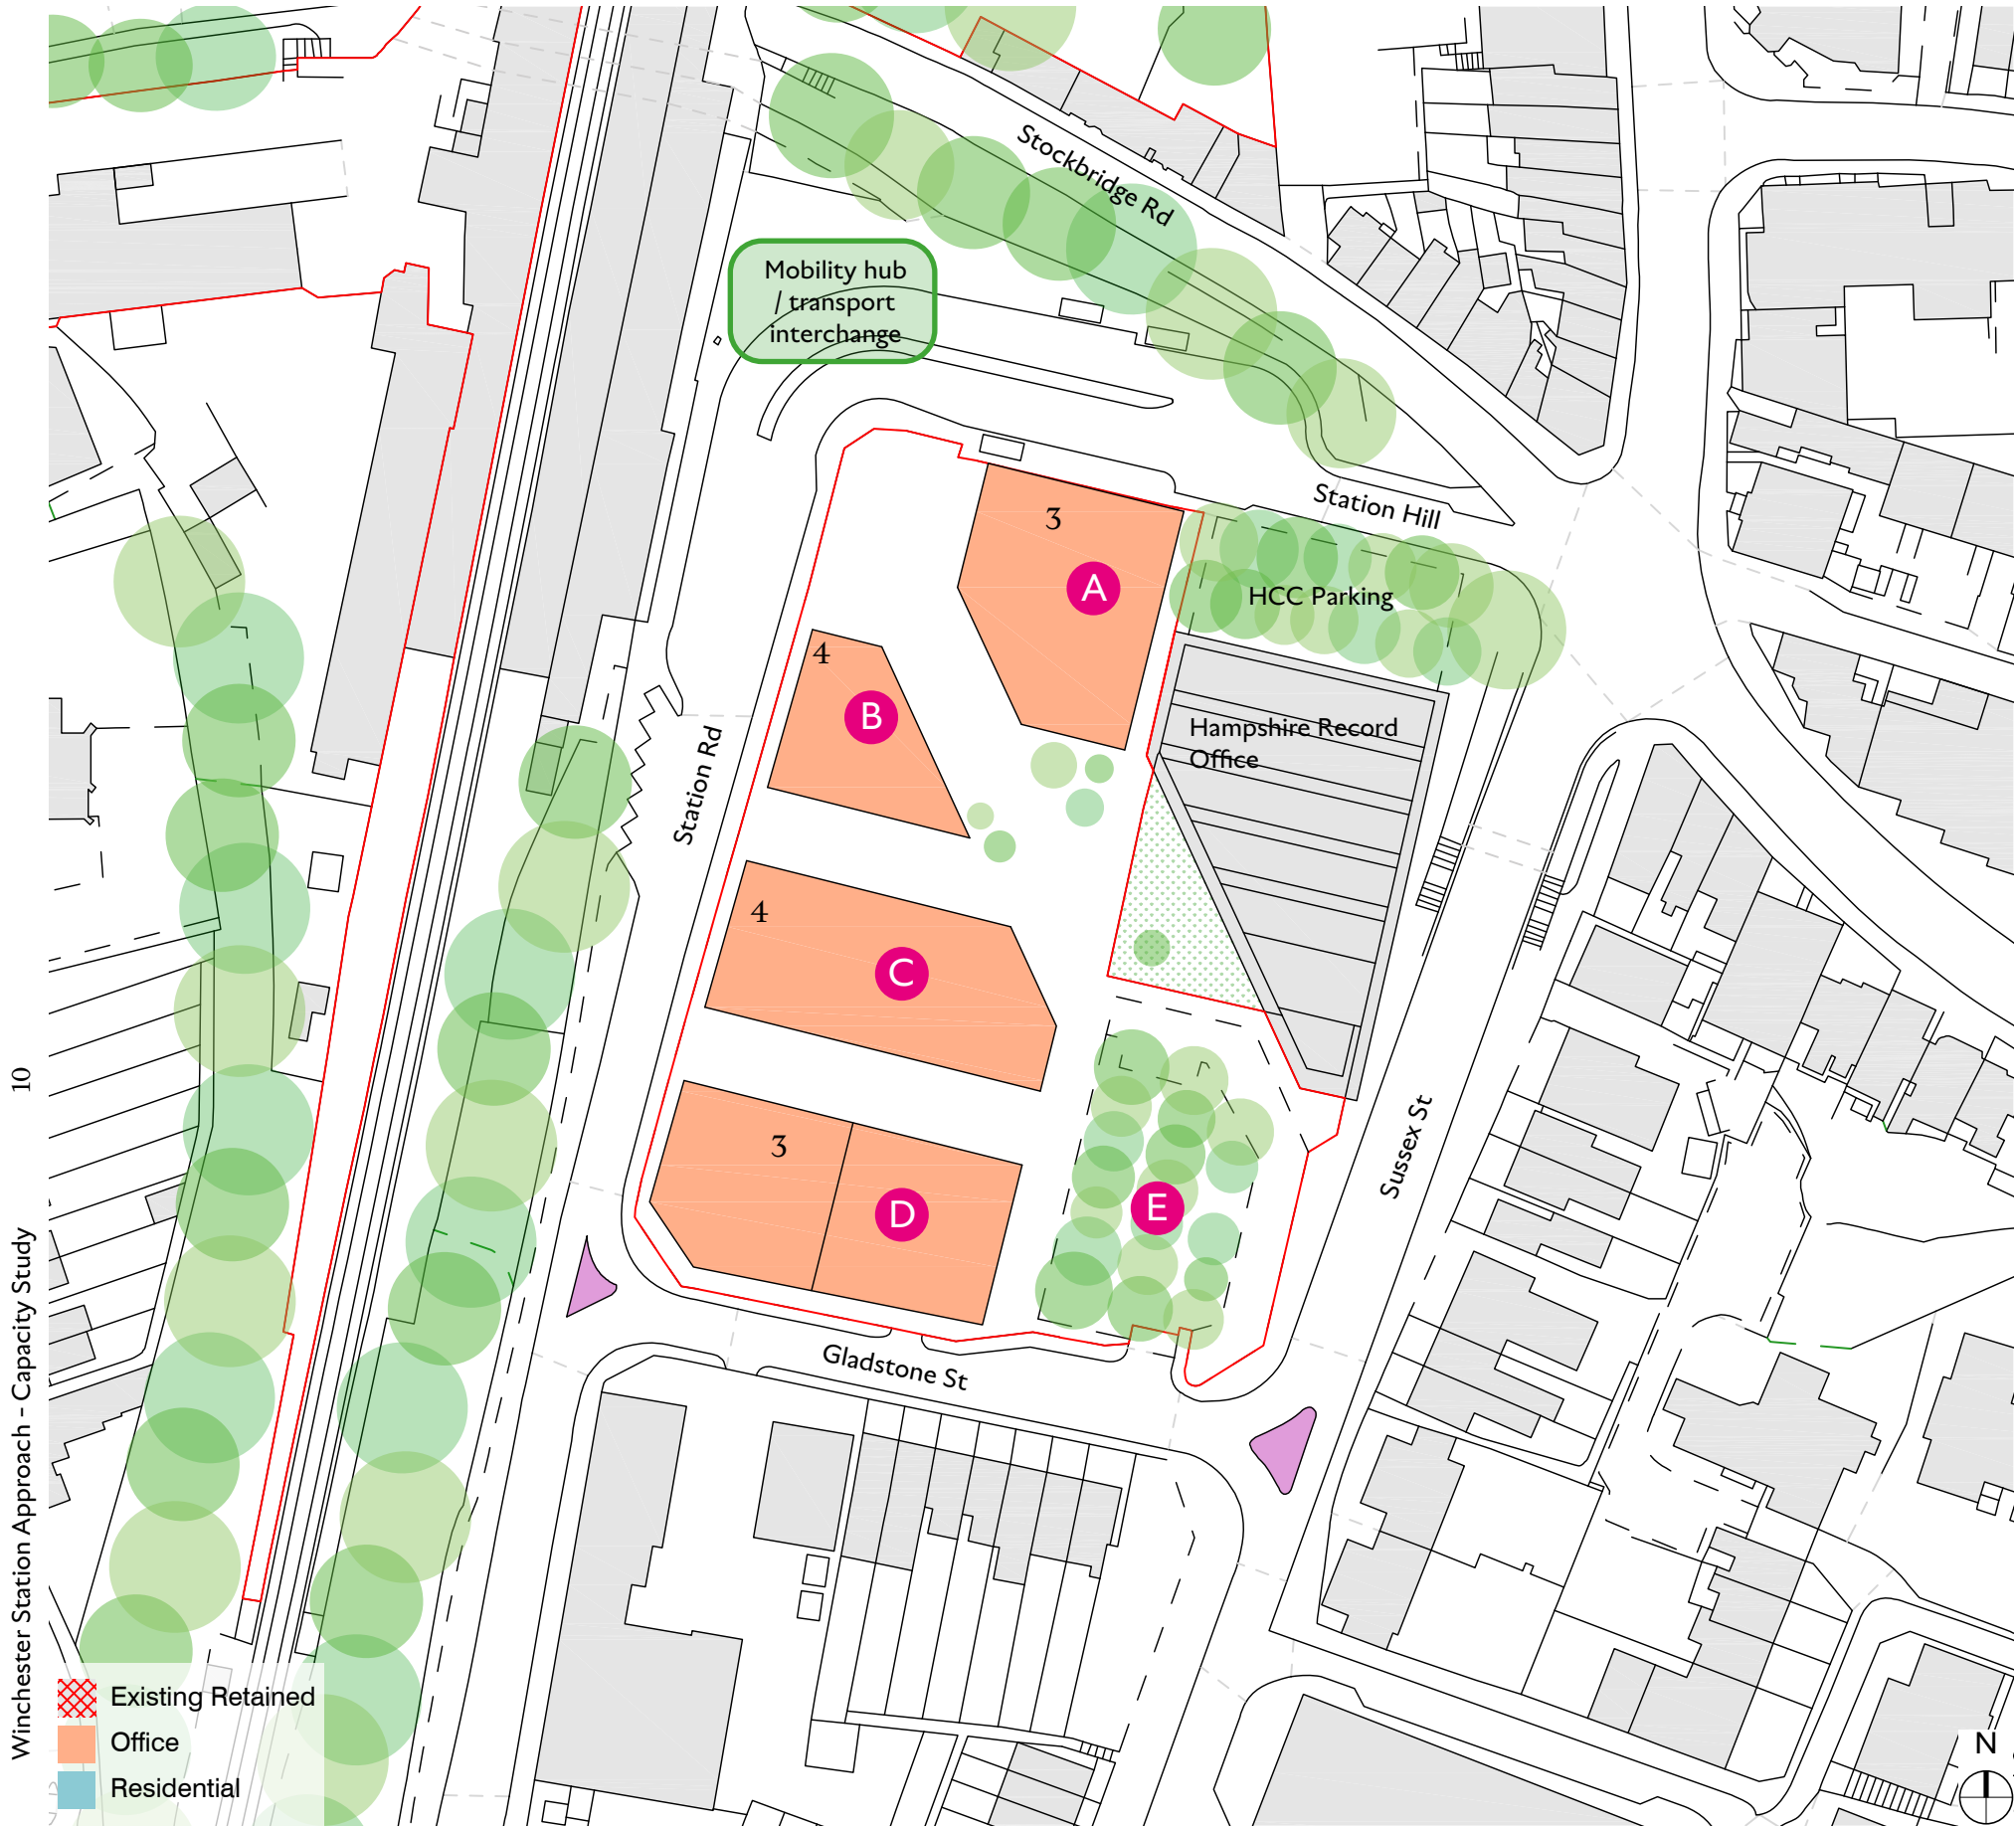 Stockbridge Rd
Mobility hub
/ transport
interchange
Station Hill
3
A
HCC Parking
4
B
Hampshire Record
Office
Station Rd
4
C
3
D
E
Sussex St
Gladstone St
10
Winchester Station Approach - Capacity Study
Existing Retained
Office
Residential
N